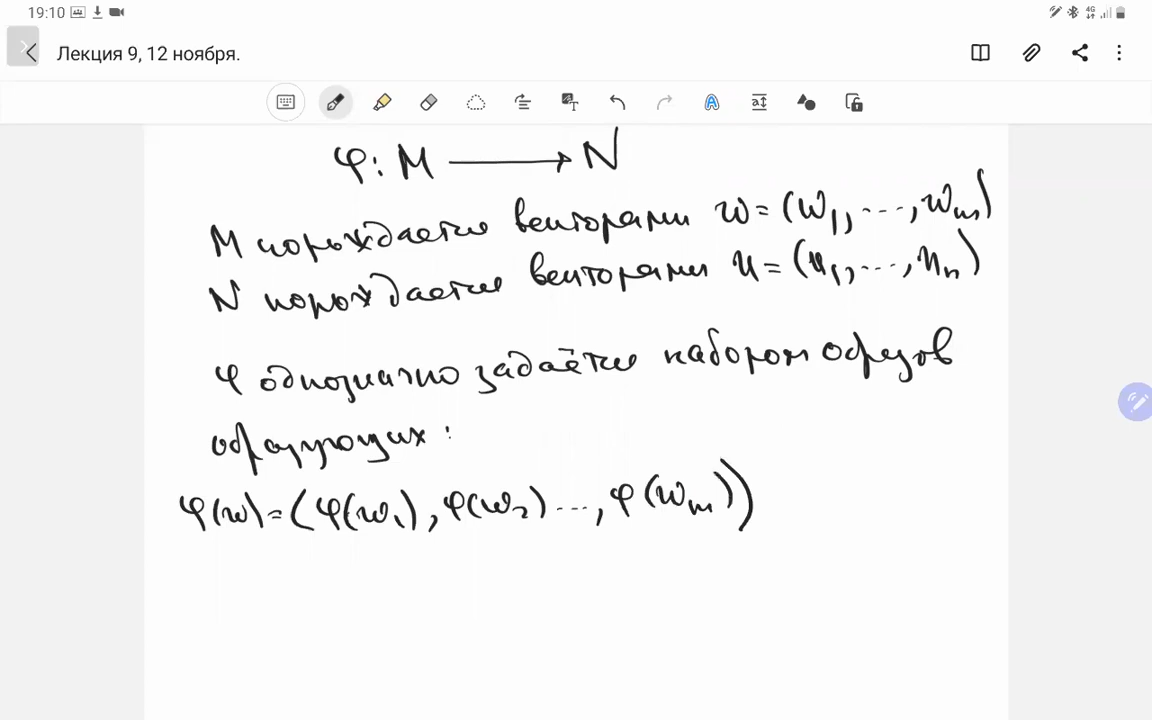 19:10
4G
Лекция 9, 12 ноября.
φ: M ⟶ N
M порождается векторами w = (w₁, ..., wₘ)
N порождается векторами u = (u₁, ..., uₙ)
φ однозначно задаётся набором образов
образующих:
φ(w) = (φ(w₁), φ(w₂) ..., φ(wₘ))